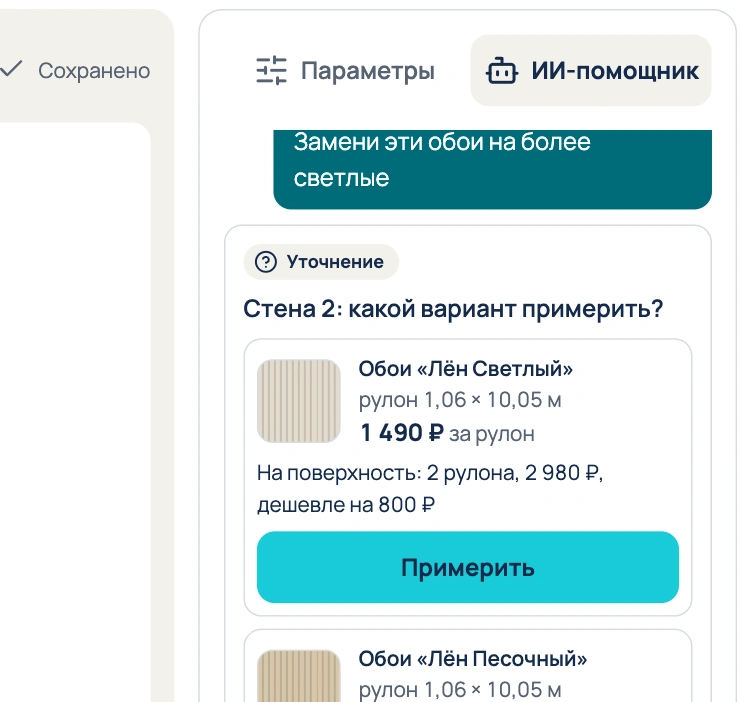 Сохранено
Параметры
ИИ-помощник
Замени эти обои на более
светлые
Уточнение
Стена 2: какой вариант примерить?
Обои «Лён Светлый»
рулон 1,06 × 10,05 м
1 490 ₽ за рулон
На поверхность: 2 рулона, 2 980 ₽,
дешевле на 800 ₽
Примерить
Обои «Лён Песочный»
рулон 1,06 × 10,05 м